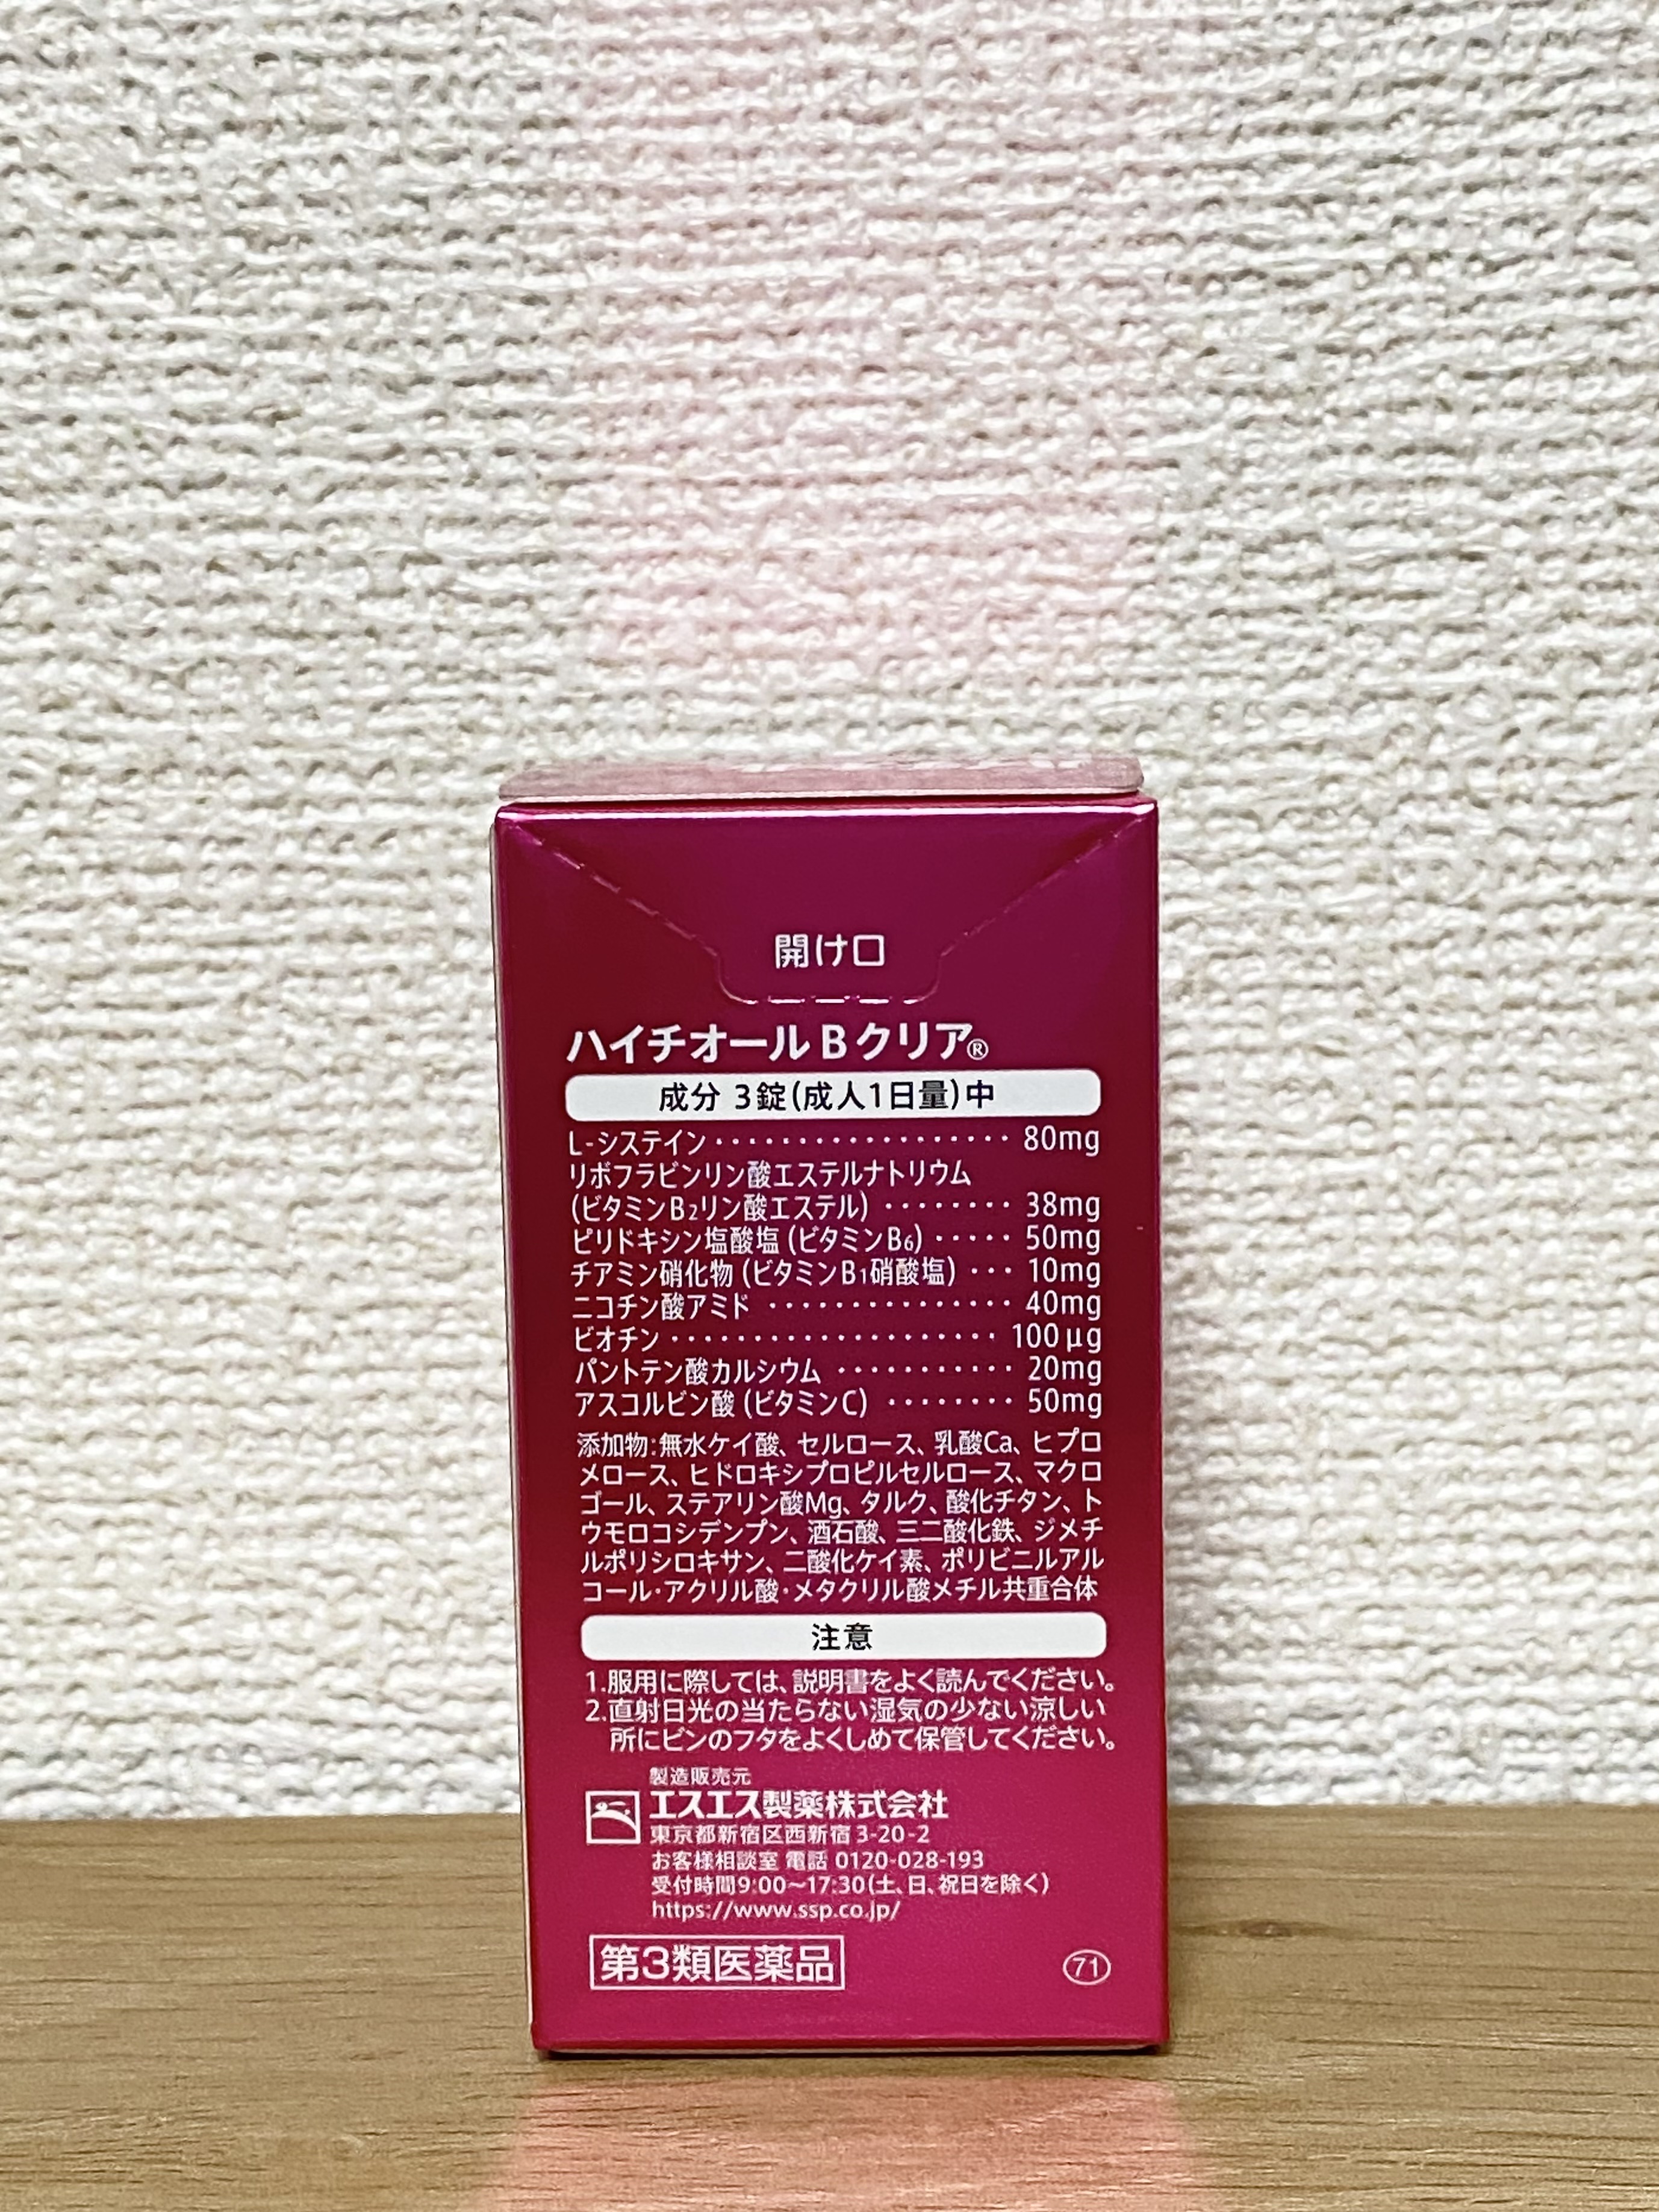 開け口
ハイチオールBクリア®
成分 3錠(成人1日量)中
L-システイン・・・・・・・・・・・・・・・・・・・ 80mg
リボフラビンリン酸エステルナトリウム
(ビタミンB₂リン酸エステル) ・・・・・・・・ 38mg
ピリドキシン塩酸塩 (ビタミンB₆) ・・・・・ 50mg
チアミン硝化物 (ビタミンB₁硝酸塩) ・・・ 10mg
ニコチン酸アミド ・・・・・・・・・・・・・・・・ 40mg
ビオチン ・・・・・・・・・・・・・・・・・・・・・ 100μg
パントテン酸カルシウム ・・・・・・・・・・・ 20mg
アスコルビン酸 (ビタミンC) ・・・・・・・・ 50mg
添加物:無水ケイ酸、セルロース、乳酸Ca、ヒプロ
メロース、ヒドロキシプロピルセルロース、マクロ
ゴール、ステアリン酸Mg、タルク、酸化チタン、ト
ウモロコシデンプン、酒石酸、三二酸化鉄、ジメチ
ルポリシロキサン、二酸化ケイ素、ポリビニルアル
コール・アクリル酸・メタクリル酸メチル共重合体
注意
1.服用に際しては、説明書をよく読んでください。
2.直射日光の当たらない湿気の少ない涼しい
所にビンのフタをよくしめて保管してください。
製造販売元
エスエス製薬株式会社
東京都新宿区西新宿3-20-2
お客様相談室 電話 0120-028-193
受付時間9:00〜17:30(土、日、祝日を除く)
https://www.ssp.co.jp/
第3類医薬品
71